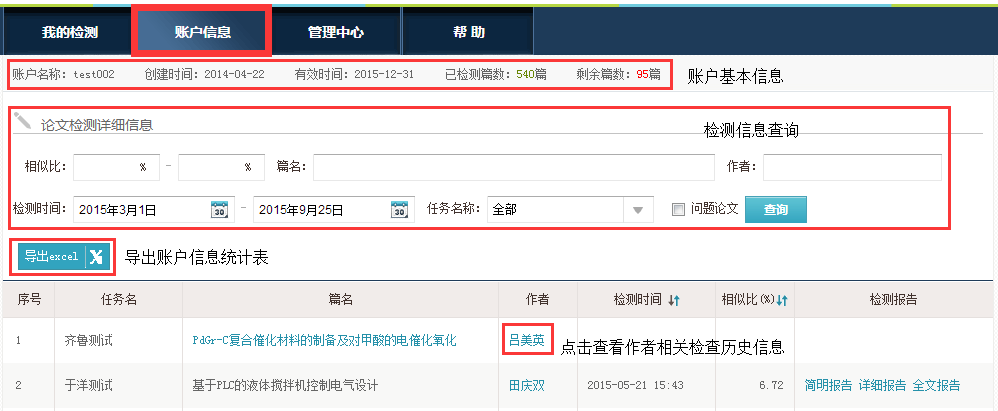 我的检测 账户信息 管理中心 帮 助
账户名称: test002 创建时间: 2014-04-22 有效时间: 2015-12-31 已检测篇数: 540篇 剩余篇数: 95篇 账户基本信息
论文检测详细信息 检测信息查询
相似比: % - % 篇名: 作者:
检测时间: 2015年3月1日 30 - 2015年9月25日 30 任务名称: 全部 问题论文 查询
导出excel 导出账户信息统计表
序号 任务名 篇名 作者 检测时间 相似比(%) 检测报告
1 齐鲁测试 PdGr-C复合催化材料的制备及对甲酸的电催化氧化 吕美英 点击查看作者相关检查历史信息
2 于洋测试 基于PLC的液体搅拌机控制电气设计 田庆双 2015-05-21 15:43 6.72 简明报告 详细报告 全文报告